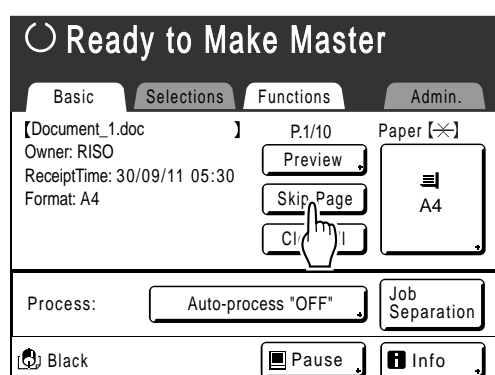 Ready to Make Master
Basic Selections Functions Admin.
【Document_1.doc 】 P.1/10 Paper
Owner: RISO
ReceiptTime: 30/09/11 05:30
Format: A4
Preview
Skip Page
A4
Process: Auto-process "OFF" Job Separation
Black Pause Info